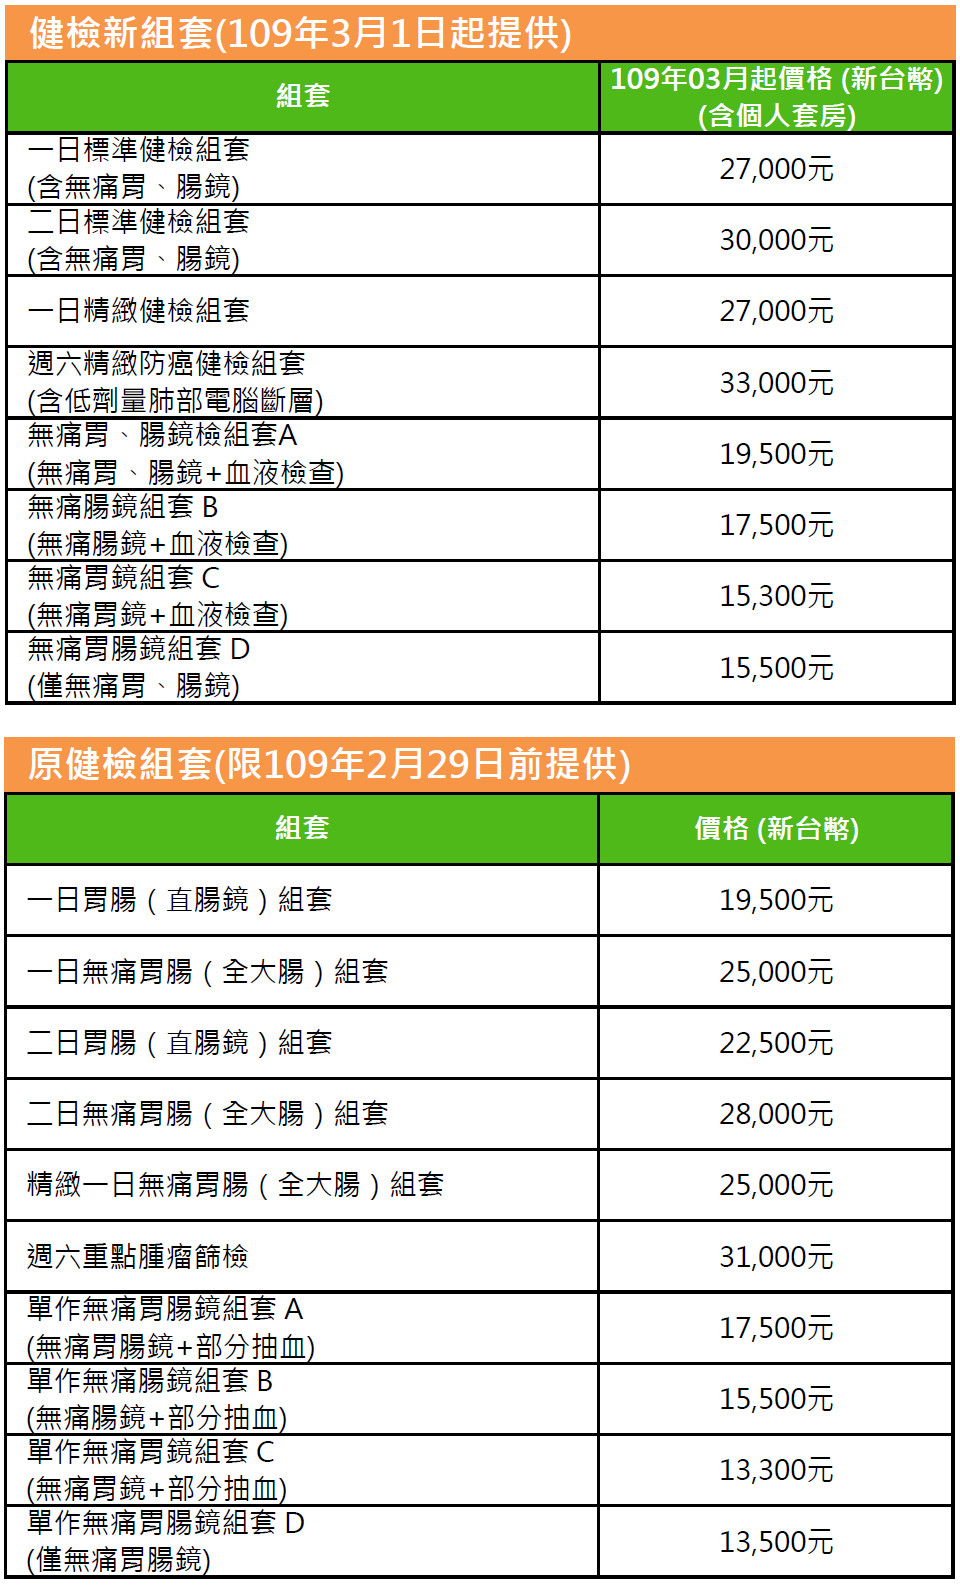 健檢新組套(109年3月1日起提供)
組套
109年03月起價格 (新台幣)
(含個人套房)
一日標準健檢組套
(含無痛胃、腸鏡)
27,000元
二日標準健檢組套
(含無痛胃、腸鏡)
30,000元
一日精緻健檢組套
27,000元
週六精緻防癌健檢組套
(含低劑量肺部電腦斷層)
33,000元
無痛胃、腸鏡檢組套A
(無痛胃、腸鏡+血液檢查)
19,500元
無痛腸鏡組套 B
(無痛腸鏡+血液檢查)
17,500元
無痛胃鏡組套 C
(無痛胃鏡+血液檢查)
15,300元
無痛胃腸鏡組套 D
(僅無痛胃、腸鏡)
15,500元
原健檢組套(限109年2月29日前提供)
組套
價格 (新台幣)
一日胃腸（直腸鏡）組套
19,500元
一日無痛胃腸（全大腸）組套
25,000元
二日胃腸（直腸鏡）組套
22,500元
二日無痛胃腸（全大腸）組套
28,000元
精緻一日無痛胃腸（全大腸）組套
25,000元
週六重點腫瘤篩檢
31,000元
單作無痛胃腸鏡組套 A
(無痛胃腸鏡+部分抽血)
17,500元
單作無痛腸鏡組套 B
(無痛腸鏡+部分抽血)
15,500元
單作無痛胃鏡組套 C
(無痛胃鏡+部分抽血)
13,300元
單作無痛胃腸鏡組套 D
(僅無痛胃腸鏡)
13,500元